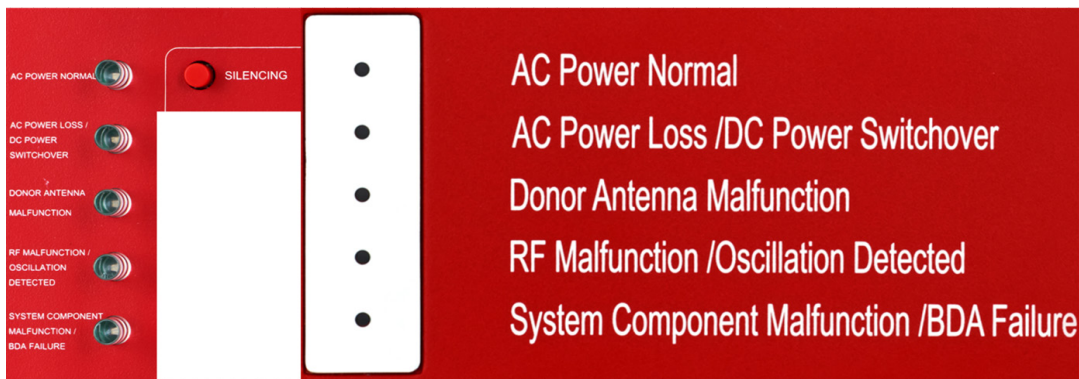 AC POWER NORMAL
AC POWER LOSS /
DC POWER
SWITCHOVER
DONOR ANTENNA
MALFUNCTION
RF MALFUNCTION /
OSCILLATION
DETECTED
SYSTEM COMPONENT
MALFUNCTION /
BDA FAILURE
SILENCING
AC Power Normal
AC Power Loss /DC Power Switchover
Donor Antenna Malfunction
RF Malfunction /Oscillation Detected
System Component Malfunction /BDA Failure